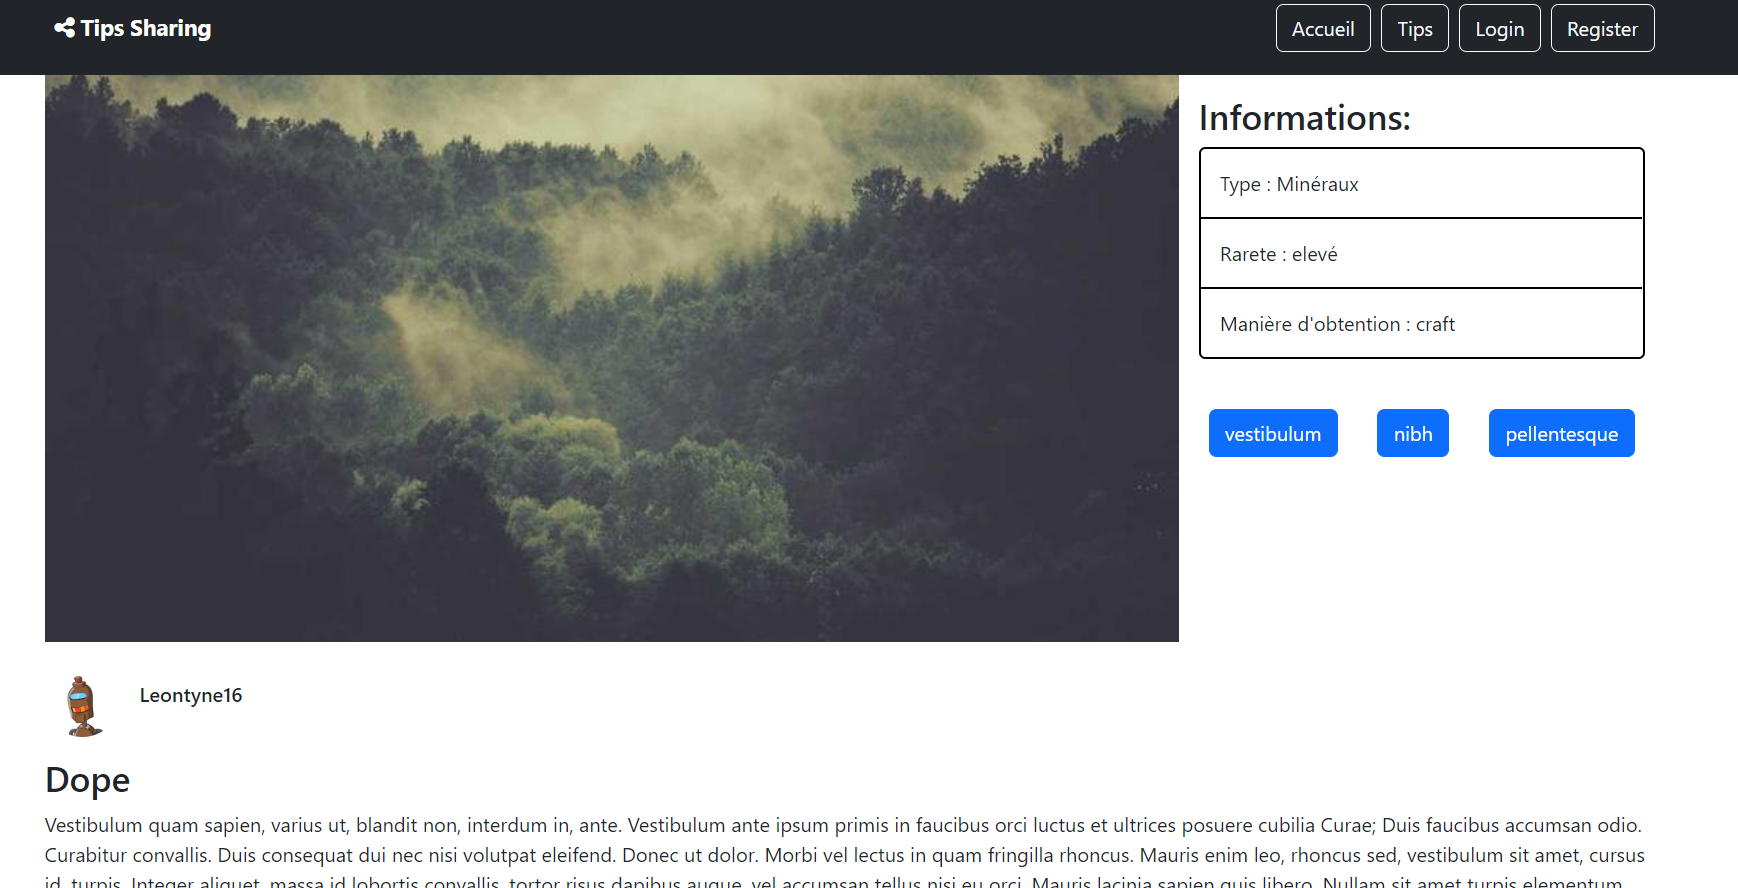 Tips Sharing
Accueil Tips Login Register
Informations:
Type : Minéraux
Rarete : elevé
Manière d'obtention : craft
vestibulum nibh pellentesque
Leontyne16
Dope
Vestibulum quam sapien, varius ut, blandit non, interdum in, ante. Vestibulum ante ipsum primis in faucibus orci luctus et ultrices posuere cubilia Curae; Duis faucibus accumsan odio.
Curabitur convallis. Duis consequat dui nec nisi volutpat eleifend. Donec ut dolor. Morbi vel lectus in quam fringilla rhoncus. Mauris enim leo, rhoncus sed, vestibulum sit amet, cursus
id, turpis. Integer aliquet, massa id lobortis convallis, tortor risus dapibus augue, vel accumsan tellus nisi eu orci. Mauris lacinia sapien quis libero. Nullam sit amet turpis elementum